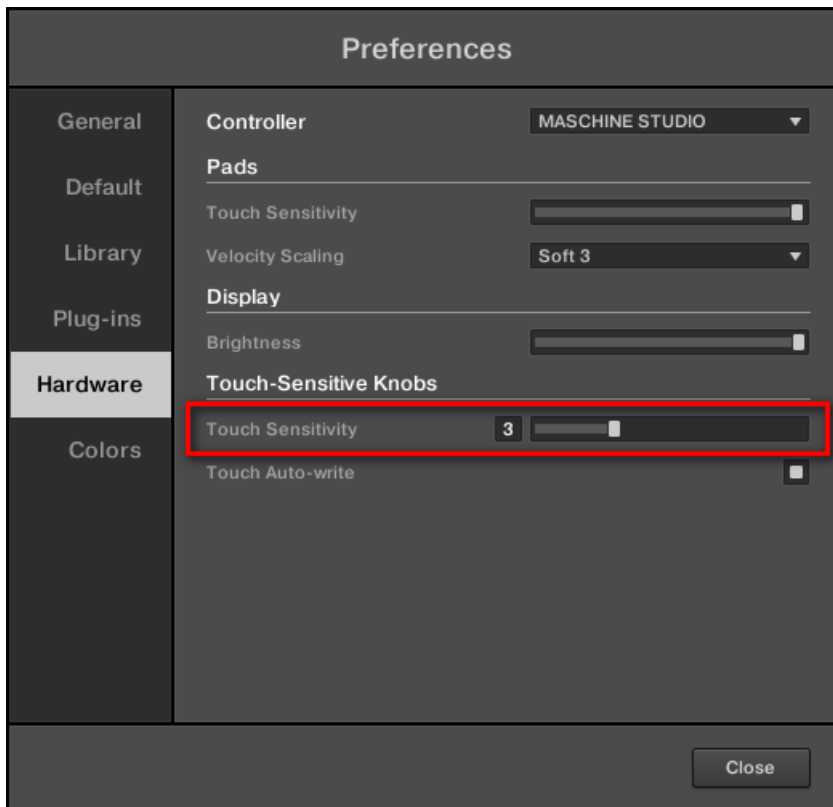 Preferences
General
Default
Library
Plug-ins
Hardware
Colors
Controller MASCHINE STUDIO
Pads
Touch Sensitivity
Velocity Scaling Soft 3
Display
Brightness
Touch-Sensitive Knobs
Touch Sensitivity 3
Touch Auto-write
Close